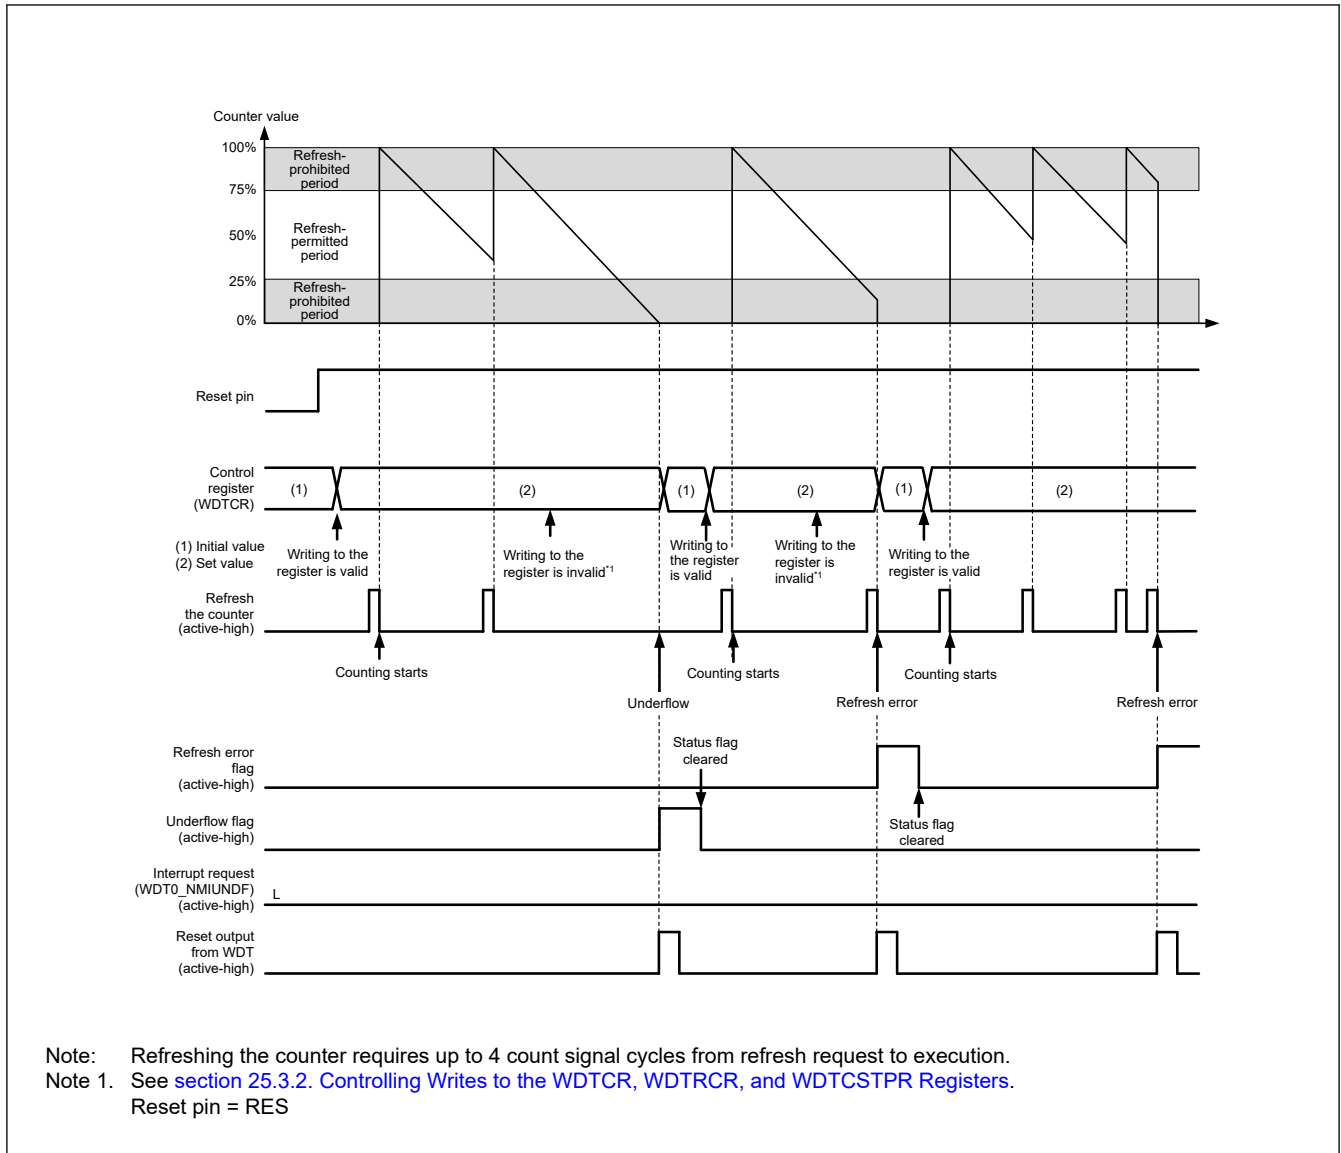 Counter value
100%
Refresh-
prohibited
period
75%
50%
Refresh-
permitted
period
25%
Refresh-
prohibited
period
0%
Reset pin
Control
register
(WDTCR)
(1)
(2)
(1)
(2)
(1)
(2)
(1) Initial value
(2) Set value
Writing to the
register is valid
Writing to the
register is invalid*1
Writing to
the register
is valid
Writing to the
register is
invalid*1
Writing to the
register is valid
Refresh
the counter
(active-high)
Counting starts
Counting starts
Counting starts
Underflow
Refresh error
Refresh error
Refresh error
flag
(active-high)
Status flag
cleared
Status flag
cleared
Underflow flag
(active-high)
Interrupt request
(WDT0_NMIUNDF)
(active-high)
L
Reset output
from WDT
(active-high)
Note: Refreshing the counter requires up to 4 count signal cycles from refresh request to execution.
Note 1. See section 25.3.2. Controlling Writes to the WDTCR, WDTRCR, and WDTCSTPR Registers.
Reset pin = RES